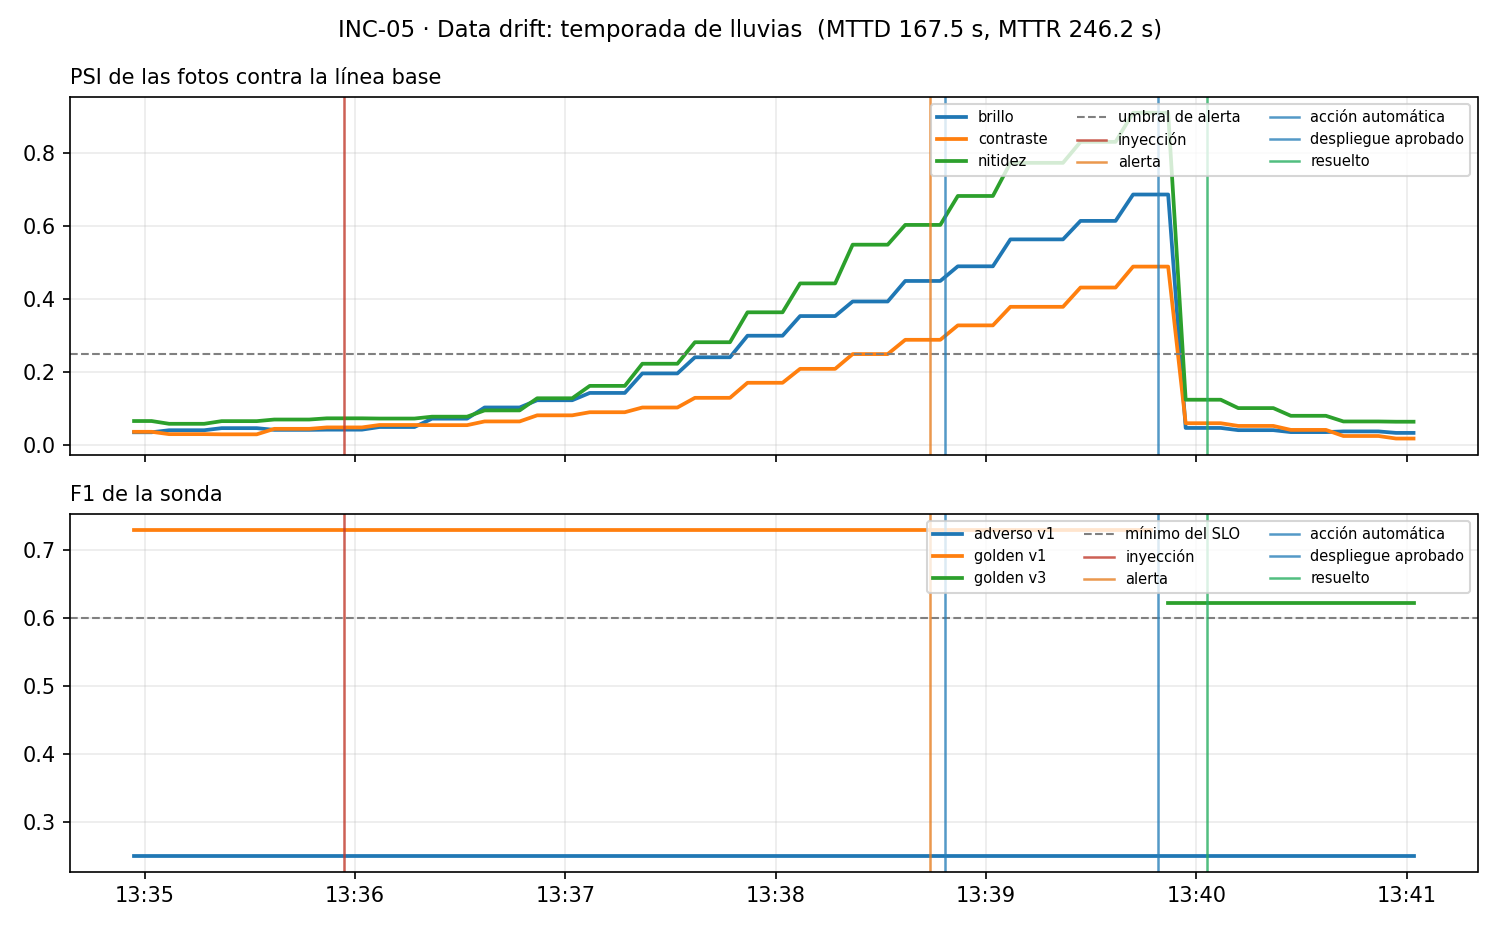 INC-05 · Data drift: temporada de lluvias  (MTTD 167.5 s, MTTR 246.2 s)
PSI de las fotos contra la línea base
brillo
contraste
nitidez
umbral de alerta
inyección
alerta
acción automática
despliegue aprobado
resuelto
0.8
0.6
0.4
0.2
0.0
F1 de la sonda
adverso v1
golden v1
golden v3
mínimo del SLO
inyección
alerta
acción automática
despliegue aprobado
resuelto
0.7
0.6
0.5
0.4
0.3
13:35
13:36
13:37
13:38
13:39
13:40
13:41